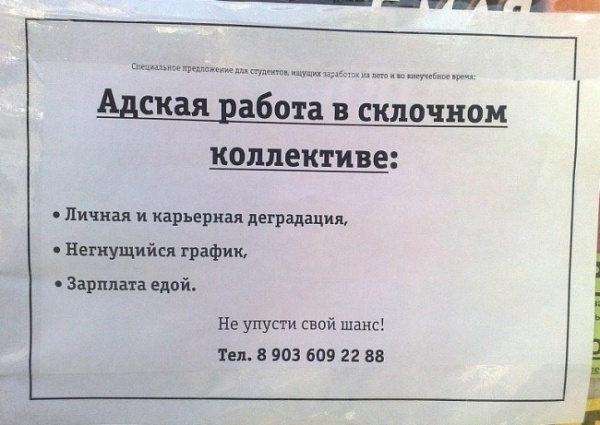 Специальное предложение для студентов, ищущих заработок на лето и во внеучебное время:
Адская работа в склочном
коллективе:
• Личная и карьерная деградация,
• Негнущийся график,
• Зарплата едой.
Не упусти свой шанс!
Тел. 8 903 609 22 88